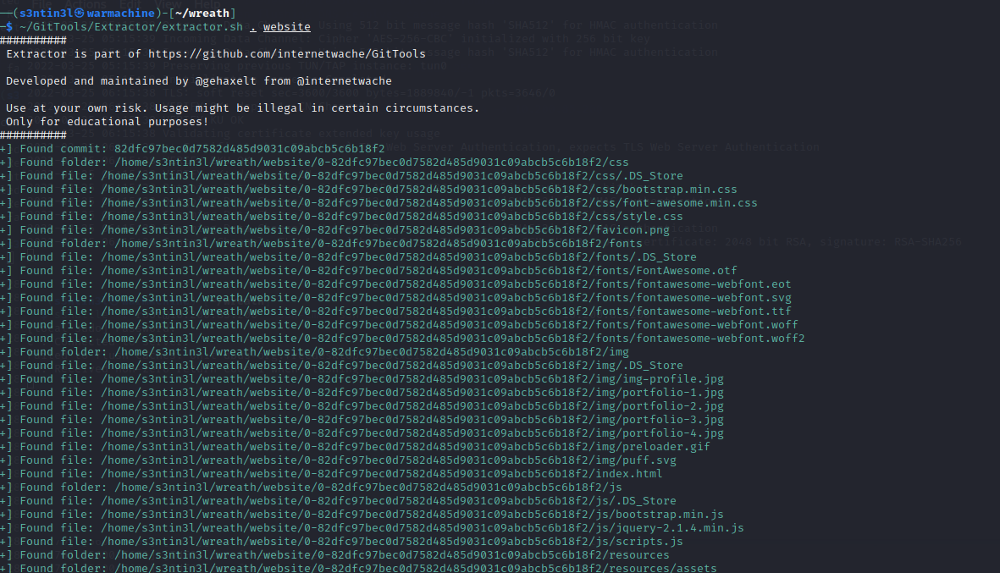 File Actions Edit View Help
—(s3ntin3l㉿warmachine)-[~/wreath]
-$ ~/GitTools/Extractor/extractor.sh . website
##########
Extractor is part of https://github.com/internetwache/GitTools
Developed and maintained by @gehaxelt from @internetwache
Use at your own risk. Usage might be illegal in certain circumstances.
Only for educational purposes!
##########
+] Found commit: 82dfc97bec0d7582d485d9031c09abcb5c6b18f2
+] Found folder: /home/s3ntin3l/wreath/website/0-82dfc97bec0d7582d485d9031c09abcb5c6b18f2/css
+] Found file: /home/s3ntin3l/wreath/website/0-82dfc97bec0d7582d485d9031c09abcb5c6b18f2/css/.DS_Store
+] Found file: /home/s3ntin3l/wreath/website/0-82dfc97bec0d7582d485d9031c09abcb5c6b18f2/css/bootstrap.min.css
+] Found file: /home/s3ntin3l/wreath/website/0-82dfc97bec0d7582d485d9031c09abcb5c6b18f2/css/font-awesome.min.css
+] Found file: /home/s3ntin3l/wreath/website/0-82dfc97bec0d7582d485d9031c09abcb5c6b18f2/css/style.css
+] Found file: /home/s3ntin3l/wreath/website/0-82dfc97bec0d7582d485d9031c09abcb5c6b18f2/favicon.png
+] Found folder: /home/s3ntin3l/wreath/website/0-82dfc97bec0d7582d485d9031c09abcb5c6b18f2/fonts
+] Found file: /home/s3ntin3l/wreath/website/0-82dfc97bec0d7582d485d9031c09abcb5c6b18f2/fonts/.DS_Store
+] Found file: /home/s3ntin3l/wreath/website/0-82dfc97bec0d7582d485d9031c09abcb5c6b18f2/fonts/FontAwesome.otf
+] Found file: /home/s3ntin3l/wreath/website/0-82dfc97bec0d7582d485d9031c09abcb5c6b18f2/fonts/fontawesome-webfont.eot
+] Found file: /home/s3ntin3l/wreath/website/0-82dfc97bec0d7582d485d9031c09abcb5c6b18f2/fonts/fontawesome-webfont.svg
+] Found file: /home/s3ntin3l/wreath/website/0-82dfc97bec0d7582d485d9031c09abcb5c6b18f2/fonts/fontawesome-webfont.ttf
+] Found file: /home/s3ntin3l/wreath/website/0-82dfc97bec0d7582d485d9031c09abcb5c6b18f2/fonts/fontawesome-webfont.woff
+] Found file: /home/s3ntin3l/wreath/website/0-82dfc97bec0d7582d485d9031c09abcb5c6b18f2/fonts/fontawesome-webfont.woff2
+] Found folder: /home/s3ntin3l/wreath/website/0-82dfc97bec0d7582d485d9031c09abcb5c6b18f2/img
+] Found file: /home/s3ntin3l/wreath/website/0-82dfc97bec0d7582d485d9031c09abcb5c6b18f2/img/.DS_Store
+] Found file: /home/s3ntin3l/wreath/website/0-82dfc97bec0d7582d485d9031c09abcb5c6b18f2/img/img-profile.jpg
+] Found file: /home/s3ntin3l/wreath/website/0-82dfc97bec0d7582d485d9031c09abcb5c6b18f2/img/portfolio-1.jpg
+] Found file: /home/s3ntin3l/wreath/website/0-82dfc97bec0d7582d485d9031c09abcb5c6b18f2/img/portfolio-2.jpg
+] Found file: /home/s3ntin3l/wreath/website/0-82dfc97bec0d7582d485d9031c09abcb5c6b18f2/img/portfolio-3.jpg
+] Found file: /home/s3ntin3l/wreath/website/0-82dfc97bec0d7582d485d9031c09abcb5c6b18f2/img/portfolio-4.jpg
+] Found file: /home/s3ntin3l/wreath/website/0-82dfc97bec0d7582d485d9031c09abcb5c6b18f2/img/preloader.gif
+] Found file: /home/s3ntin3l/wreath/website/0-82dfc97bec0d7582d485d9031c09abcb5c6b18f2/img/puff.svg
+] Found file: /home/s3ntin3l/wreath/website/0-82dfc97bec0d7582d485d9031c09abcb5c6b18f2/index.html
+] Found folder: /home/s3ntin3l/wreath/website/0-82dfc97bec0d7582d485d9031c09abcb5c6b18f2/js
+] Found file: /home/s3ntin3l/wreath/website/0-82dfc97bec0d7582d485d9031c09abcb5c6b18f2/js/.DS_Store
+] Found file: /home/s3ntin3l/wreath/website/0-82dfc97bec0d7582d485d9031c09abcb5c6b18f2/js/bootstrap.min.js
+] Found file: /home/s3ntin3l/wreath/website/0-82dfc97bec0d7582d485d9031c09abcb5c6b18f2/js/jquery-2.1.4.min.js
+] Found file: /home/s3ntin3l/wreath/website/0-82dfc97bec0d7582d485d9031c09abcb5c6b18f2/js/scripts.js
+] Found folder: /home/s3ntin3l/wreath/website/0-82dfc97bec0d7582d485d9031c09abcb5c6b18f2/resources
+] Found folder: /home/s3ntin3l/wreath/website/0-82dfc97bec0d7582d485d9031c09abcb5c6b18f2/resources/assets